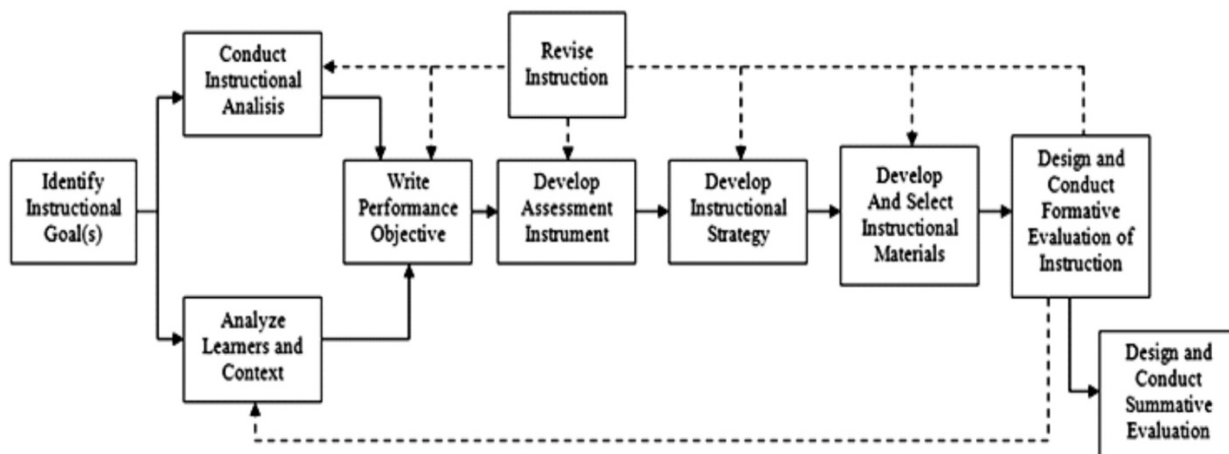 Identify
Instructional
Goal(s)
Conduct
Instructional
Analisis
Analyze
Learners and
Context
Revise
Instruction
Write
Performance
Objective
Develop
Assessment
Instrument
Develop
Instructional
Strategy
Develop
And Select
Instructional
Materials
Design and
Conduct
Formative
Evaluation of
Instruction
Design and
Conduct
Summative
Evaluation